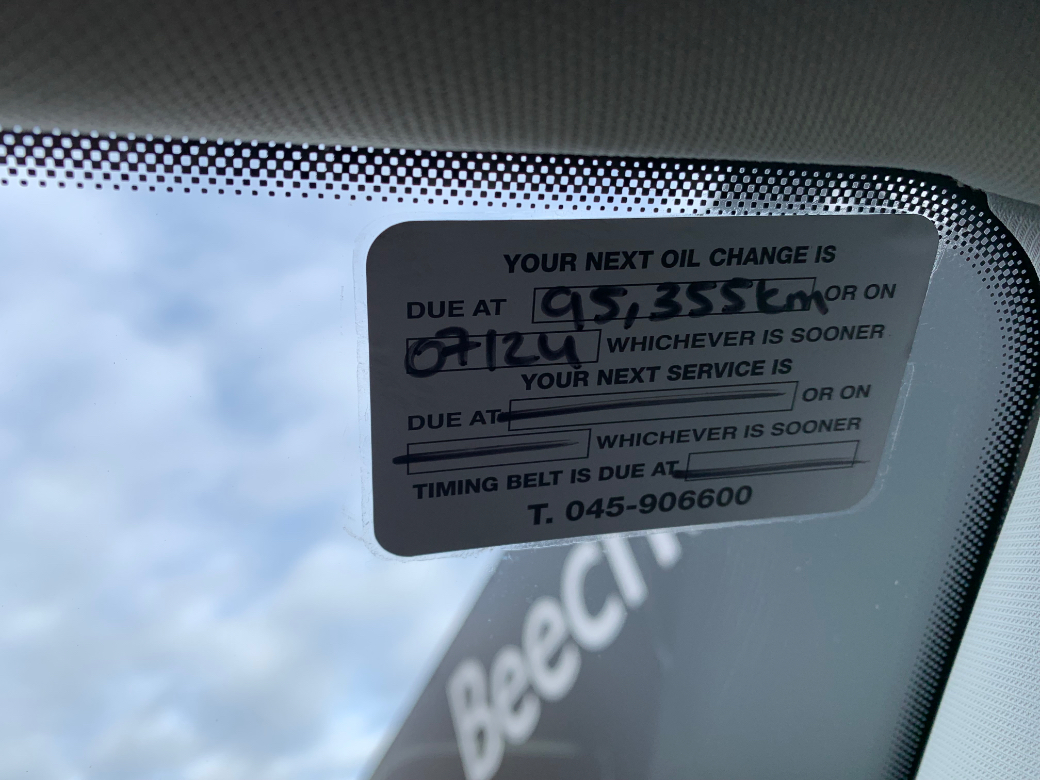 YOUR NEXT OIL CHANGE IS
DUE AT 95,355km OR ON
07/24 WHICHEVER IS SOONER
YOUR NEXT SERVICE IS
DUE AT OR ON
WHICHEVER IS SOONER
TIMING BELT IS DUE AT
T. 045-906600